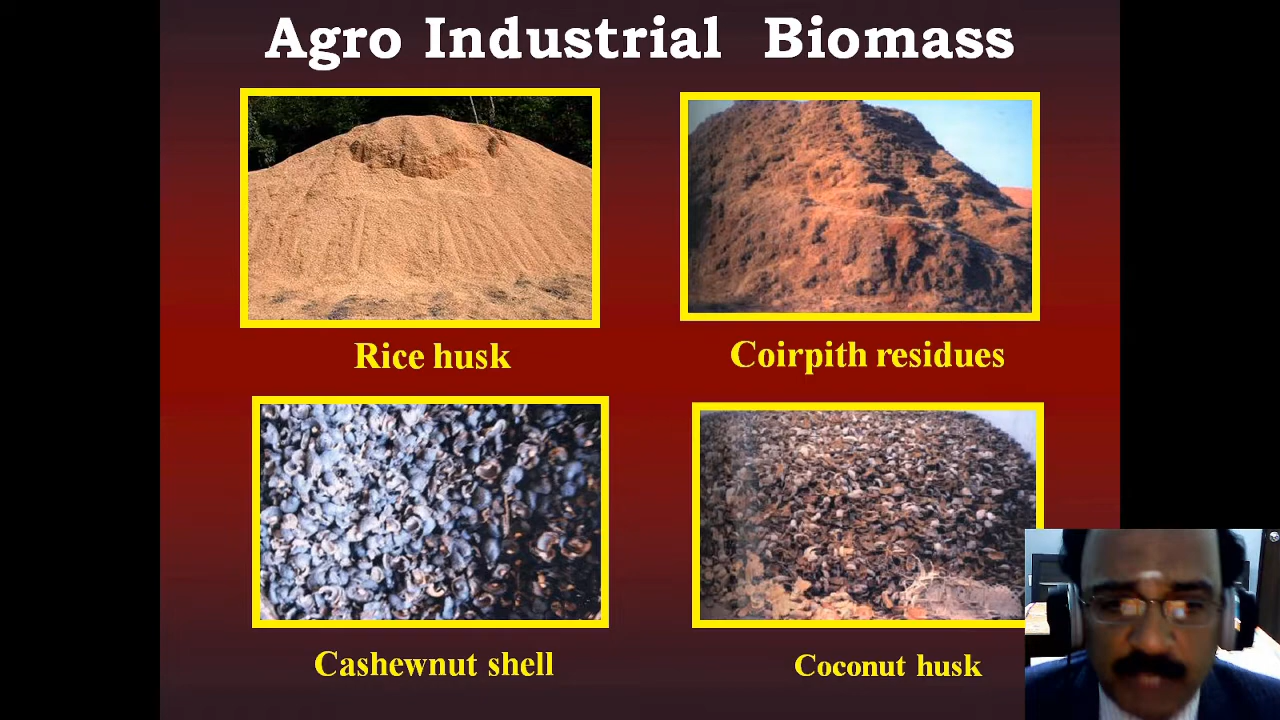 Agro Industrial Biomass
Rice husk
Coirpith residues
Cashewnut shell
Coconut husk